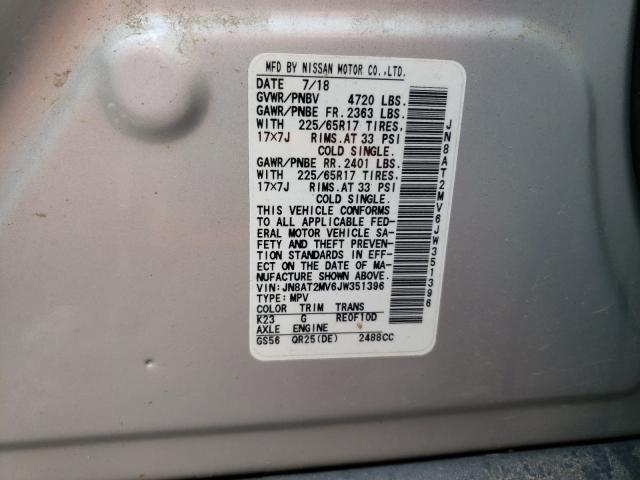 MFD BY NISSAN MOTOR CO.,LTD.
DATE 7/18
GVWR/PNBV 4720 LBS.
GAWR/PNBE FR. 2363 LBS.
WITH 225/65R17 TIRES,
17×7J RIMS.AT 33 PSI
COLD SINGLE.
GAWR/PNBE RR. 2401 LBS.
WITH 225/65R17 TIRES,
17×7J RIMS.AT 33 PSI
COLD SINGLE.
THIS VEHICLE CONFORMS
TO ALL APPLICABLE FED-
ERAL MOTOR VEHICLE SA-
FETY AND THEFT PREVEN-
TION STANDARDS IN EF-
FECT ON THE DATE OF MA-
NUFACTURE SHOWN ABOVE.
VIN:JN8AT2MV6JW351396
TYPE:MPV
COLOR TRIM TRANS
K23 G RE0F10D
AXLE ENGINE
GS56 QR25(DE) 2488CC
JN8AT2MV6JW351396